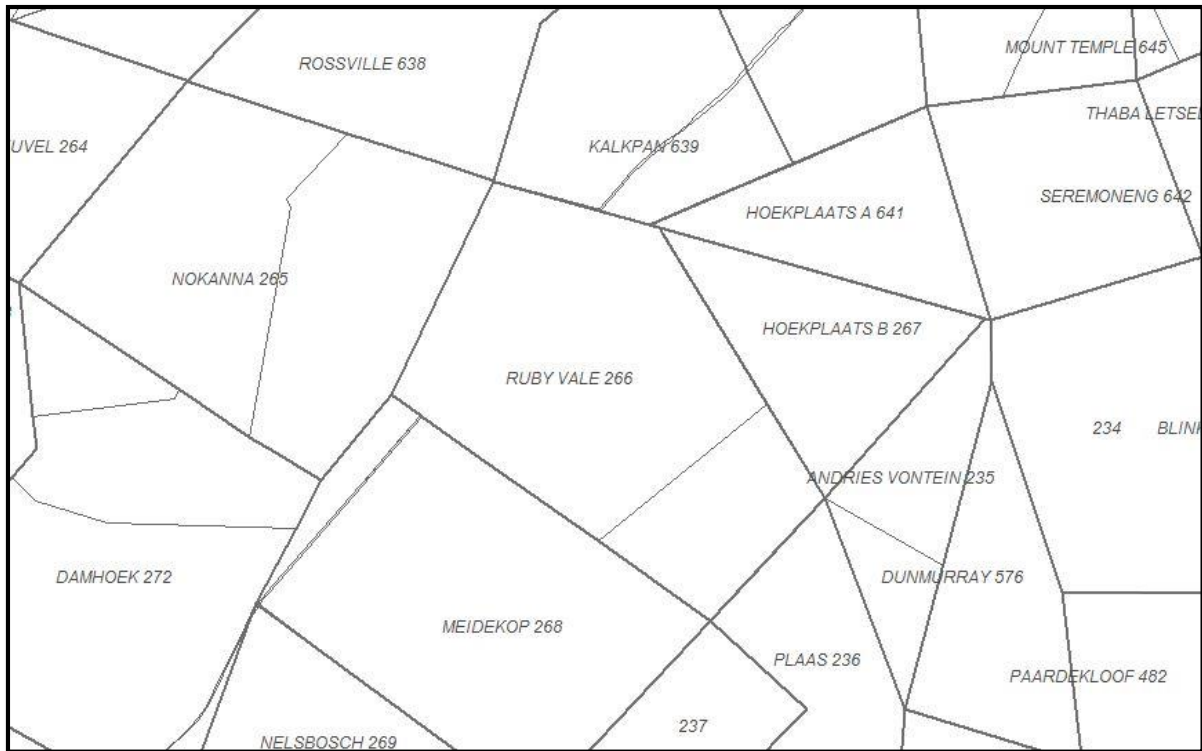 MOUNT TEMPLE 645
ROSSVILLE 638
THABA LETSEL
UVEL 264
KALKPAN 639
SEREMONENG 642
HOEKPLAATS A 641
NOKANNA 265
HOEKPLAATS B 267
RUBY VALE 266
234 BLINK
ANDRIES VONTEIN 235
DAMHOEK 272
DUNMURRAY 576
MEIDEKOP 268
PLAAS 236
PAARDEKLOOF 482
237
NELSBOSCH 269